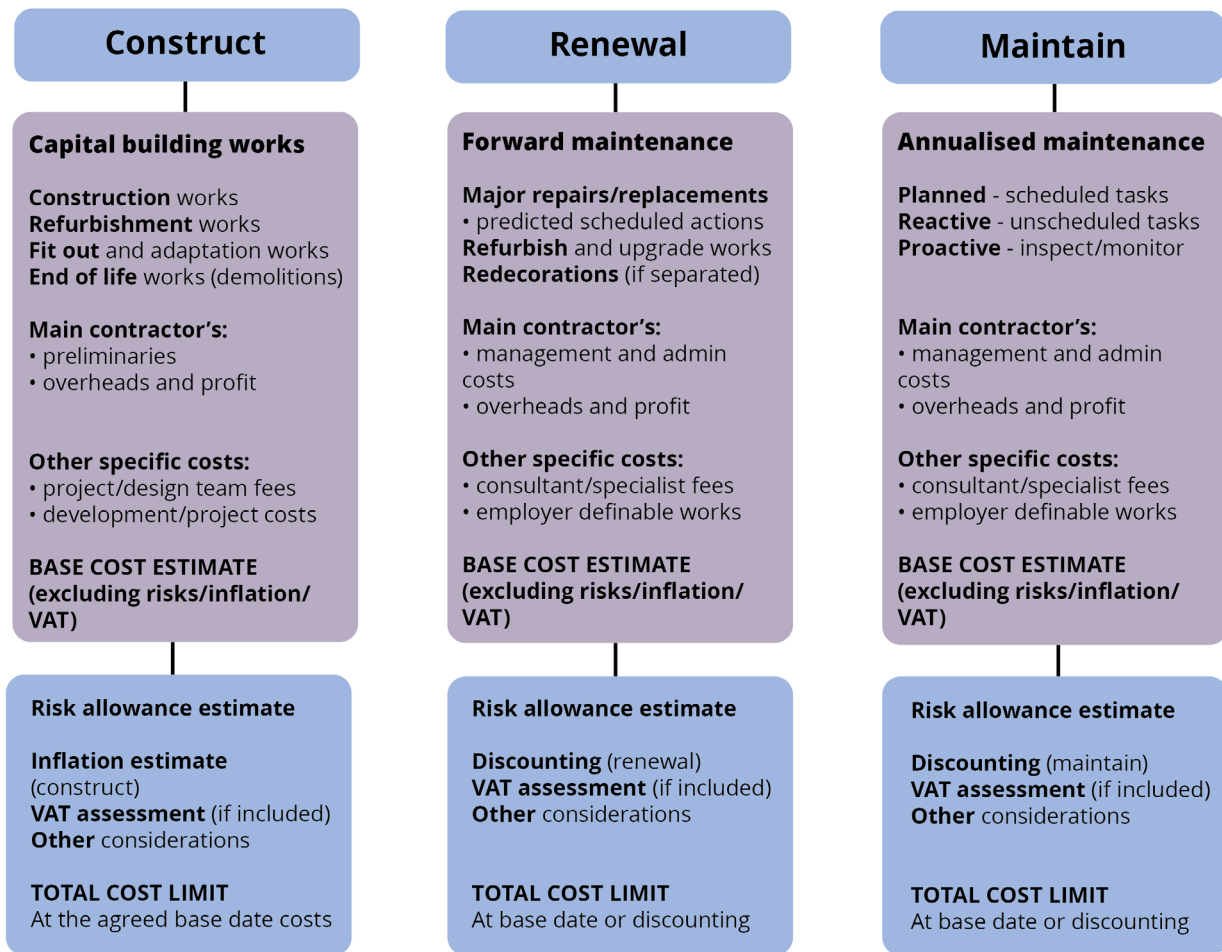 Construct
Capital building works
Construction works
Refurbishment works
Fit out and adaptation works
End of life works (demolitions)
Main contractor’s:
• preliminaries
• overheads and profit
Other specific costs:
• project/design team fees
• development/project costs
BASE COST ESTIMATE
(excluding risks/inflation/
VAT)
Risk allowance estimate
Inflation estimate
(construct)
VAT assessment (if included)
Other considerations
TOTAL COST LIMIT
At the agreed base date costs
Renewal
Forward maintenance
Major repairs/replacements
• predicted scheduled actions
Refurbish and upgrade works
Redecorations (if separated)
Main contractor’s:
• management and admin
costs
• overheads and profit
Other specific costs:
• consultant/specialist fees
• employer definable works
BASE COST ESTIMATE
(excluding risks/inflation/
VAT)
Risk allowance estimate
Discounting (renewal)
VAT assessment (if included)
Other considerations
TOTAL COST LIMIT
At base date or discounting
Maintain
Annualised maintenance
Planned - scheduled tasks
Reactive - unscheduled tasks
Proactive - inspect/monitor
Main contractor’s:
• management and admin
costs
• overheads and profit
Other specific costs:
• consultant/specialist fees
• employer definable works
BASE COST ESTIMATE
(excluding risks/inflation/
VAT)
Risk allowance estimate
Discounting (maintain)
VAT assessment (if included)
Other considerations
TOTAL COST LIMIT
At base date or discounting